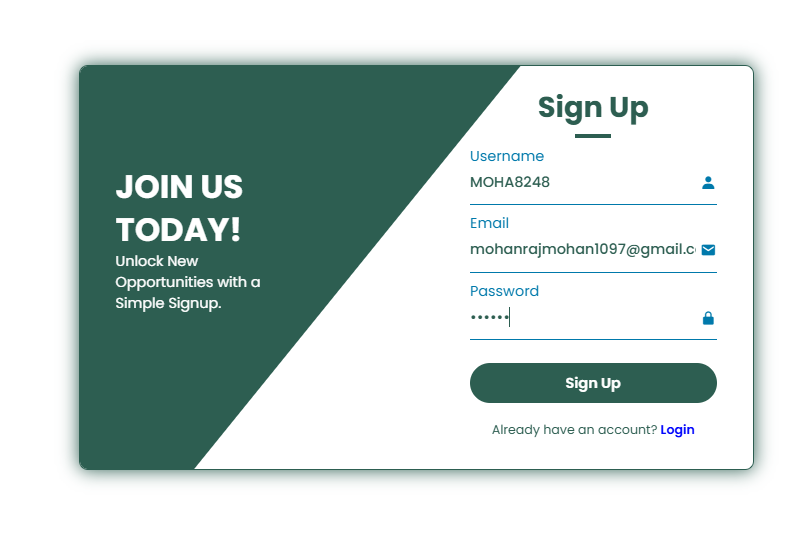 JOIN US
TODAY!
Unlock New
Opportunities with a
Simple Signup.
Sign Up
Username
MOHA8248
Email
mohanrajmohan1097@gmail.c
Password
••••••
Sign Up
Already have an account? Login